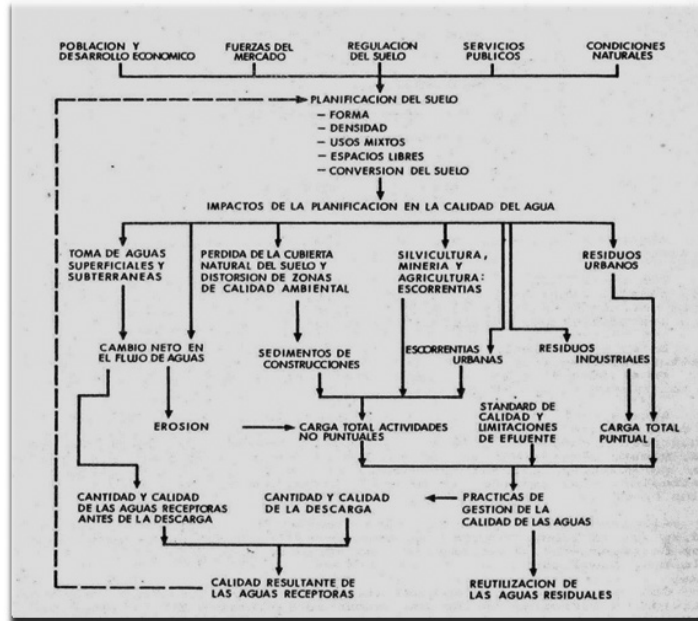 POBLACION Y
DESARROLLO ECONOMICO
FUERZAS DEL
MERCADO
REGULACION
DEL SUELO
SERVICIOS
PUBLICOS
CONDICIONES
NATURALES
PLANIFICACION DEL SUELO
– FORMA
– DENSIDAD
– USOS MIXTOS
– ESPACIOS LIBRES
– CONVERSION DEL SUELO
IMPACTOS DE LA PLANIFICACION EN LA CALIDAD DEL AGUA
TOMA DE AGUAS
SUPERFICIALES Y
SUBTERRANEAS
PERDIDA DE LA CUBIERTA
NATURAL DEL SUELO Y
DISTORSION DE ZONAS
DE CALIDAD AMBIENTAL
SILVICULTURA,
MINERIA Y
AGRICULTURA:
ESCORRENTIAS
RESIDUOS
URBANOS
CAMBIO NETO EN
EL FLUJO DE AGUAS
SEDIMENTOS DE
CONSTRUCCIONES
ESCORRENTIAS
URBANAS
RESIDUOS
INDUSTRIALES
EROSION
CARGA TOTAL ACTIVIDADES
NO PUNTUALES
STANDARD DE
CALIDAD Y
LIMITACIONES
DE EFLUENTE
CARGA TOTAL
PUNTUAL
CANTIDAD Y CALIDAD
DE LAS AGUAS RECEPTORAS
ANTES DE LA DESCARGA
CANTIDAD Y CALIDAD
DE LA DESCARGA
PRACTICAS DE
GESTION DE LA
CALIDAD DE LAS AGUAS
CALIDAD RESULTANTE DE
LAS AGUAS RECEPTORAS
REUTILIZACION DE
LAS AGUAS RESIDUALES